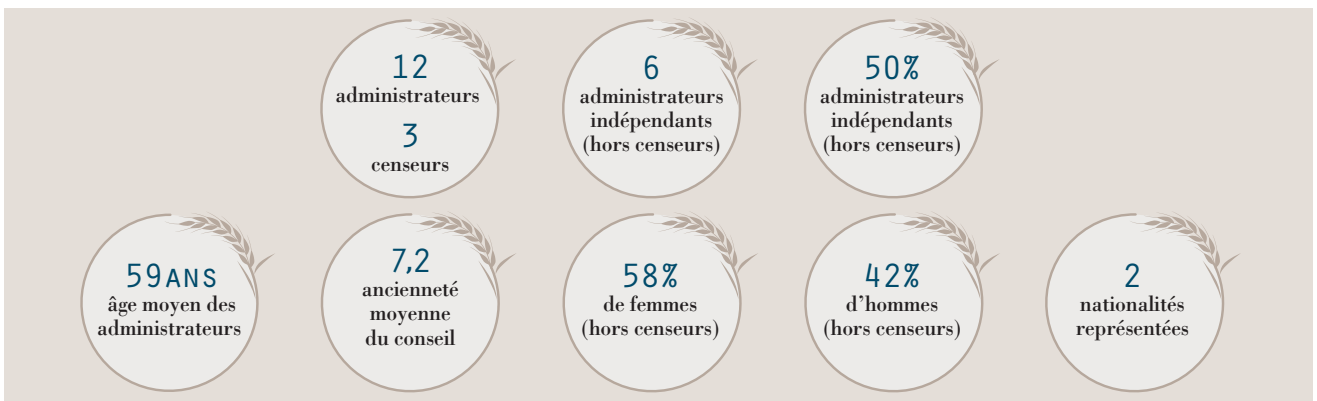 12
administrateurs
3
censeurs
6
administrateurs
indépendants
(hors censeurs)
50%
administrateurs
indépendants
(hors censeurs)
59ANS
âge moyen des
administrateurs
7,2
ancienneté
moyenne
du conseil
58%
de femmes
(hors censeurs)
42%
d’hommes
(hors censeurs)
2
nationalités
représentées